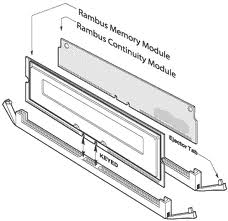 Rambus Memory Module
Rambus Continuity Module
Ejector Tab
KEYED